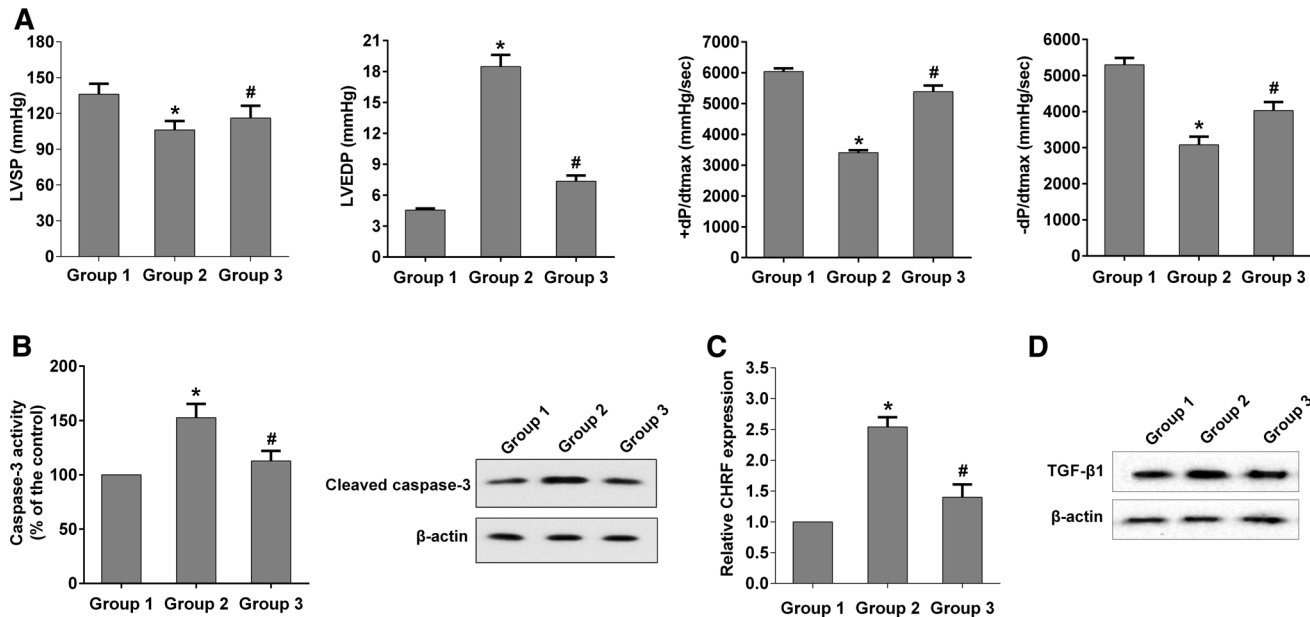 A
LVSP (mmHg)
180
150
120
90
60
30
0
*
#
Group 1 Group 2 Group 3
LVEDP (mmHg)
21
18
15
12
9
6
3
0
*
#
Group 1 Group 2 Group 3
+dP/dtmax (mmHg/sec)
7000
6000
5000
4000
3000
2000
1000
0
*
#
Group 1 Group 2 Group 3
-dP/dtmax (mmHg/sec)
6000
5000
4000
3000
2000
1000
0
*
#
Group 1 Group 2 Group 3
B
Caspase-3 activity
(% of the control)
200
150
100
50
0
*
#
Group 1 Group 2 Group 3
Group 1 Group 2 Group 3
Cleaved caspase-3
β-actin
C
Relative CHRF expression
3.5
3.0
2.5
2.0
1.5
1.0
0.5
0.0
*
#
Group 1 Group 2 Group 3
D
Group 1 Group 2 Group 3
TGF-β1
β-actin